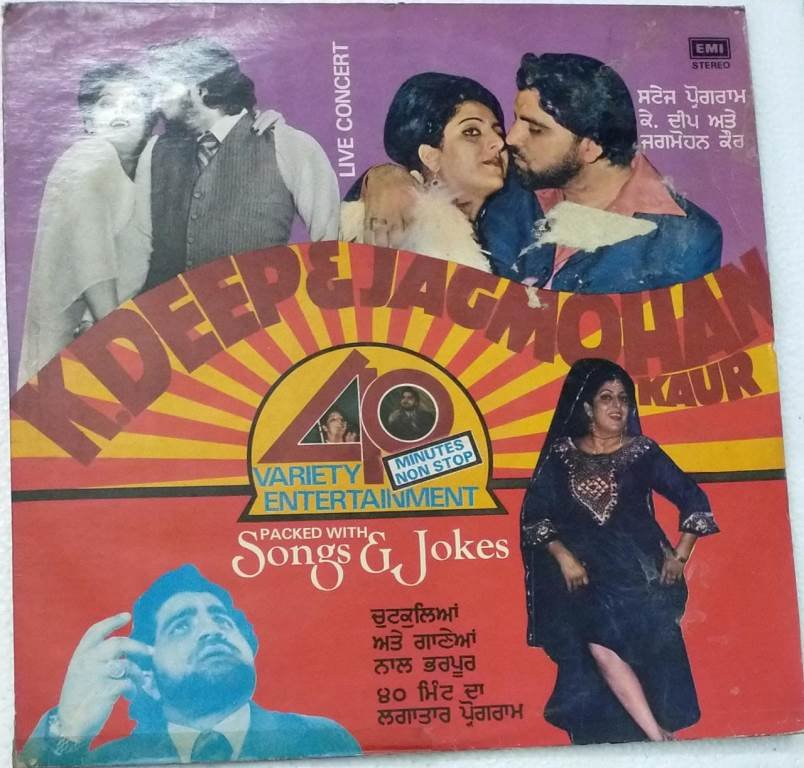 EMI
STEREO
LIVE CONCERT
ਸਟੇਜ ਪ੍ਰੋਗਰਾਮ
ਕੇ. ਦੀਪ ਅਤੇ
ਜਗਮੋਹਨ ਕੌਰ
K.DEEP & JAGMOHAN
KAUR
40
MINUTES
NON STOP
VARIETY
ENTERTAINMENT
PACKED WITH
Songs & Jokes
ਚੁਟਕੁਲਿਆਂ
ਅਤੇ ਗਾਣੇਆਂ
ਨਾਲ ਭਰਪੂਰ
੪੦ ਮਿੰਟ ਦਾ
ਲਗਾਤਾਰ ਪ੍ਰੋਗਰਾਮ